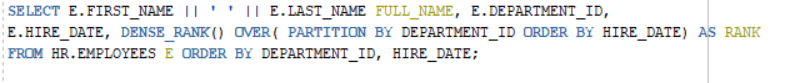 SELECT E.FIRST_NAME || ' ' || E.LAST_NAME FULL_NAME, E.DEPARTMENT_ID,
E.HIRE_DATE, DENSE_RANK() OVER( PARTITION BY DEPARTMENT_ID ORDER BY HIRE_DATE) AS RANK
FROM HR.EMPLOYEES E ORDER BY DEPARTMENT_ID, HIRE_DATE;